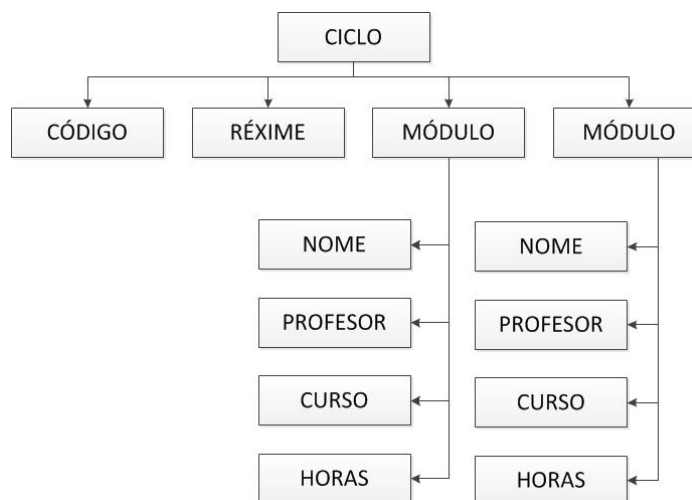 CICLO
CÓDIGO
RÉXIME
MÓDULO
MÓDULO
NOME
PROFESOR
CURSO
HORAS
NOME
PROFESOR
CURSO
HORAS